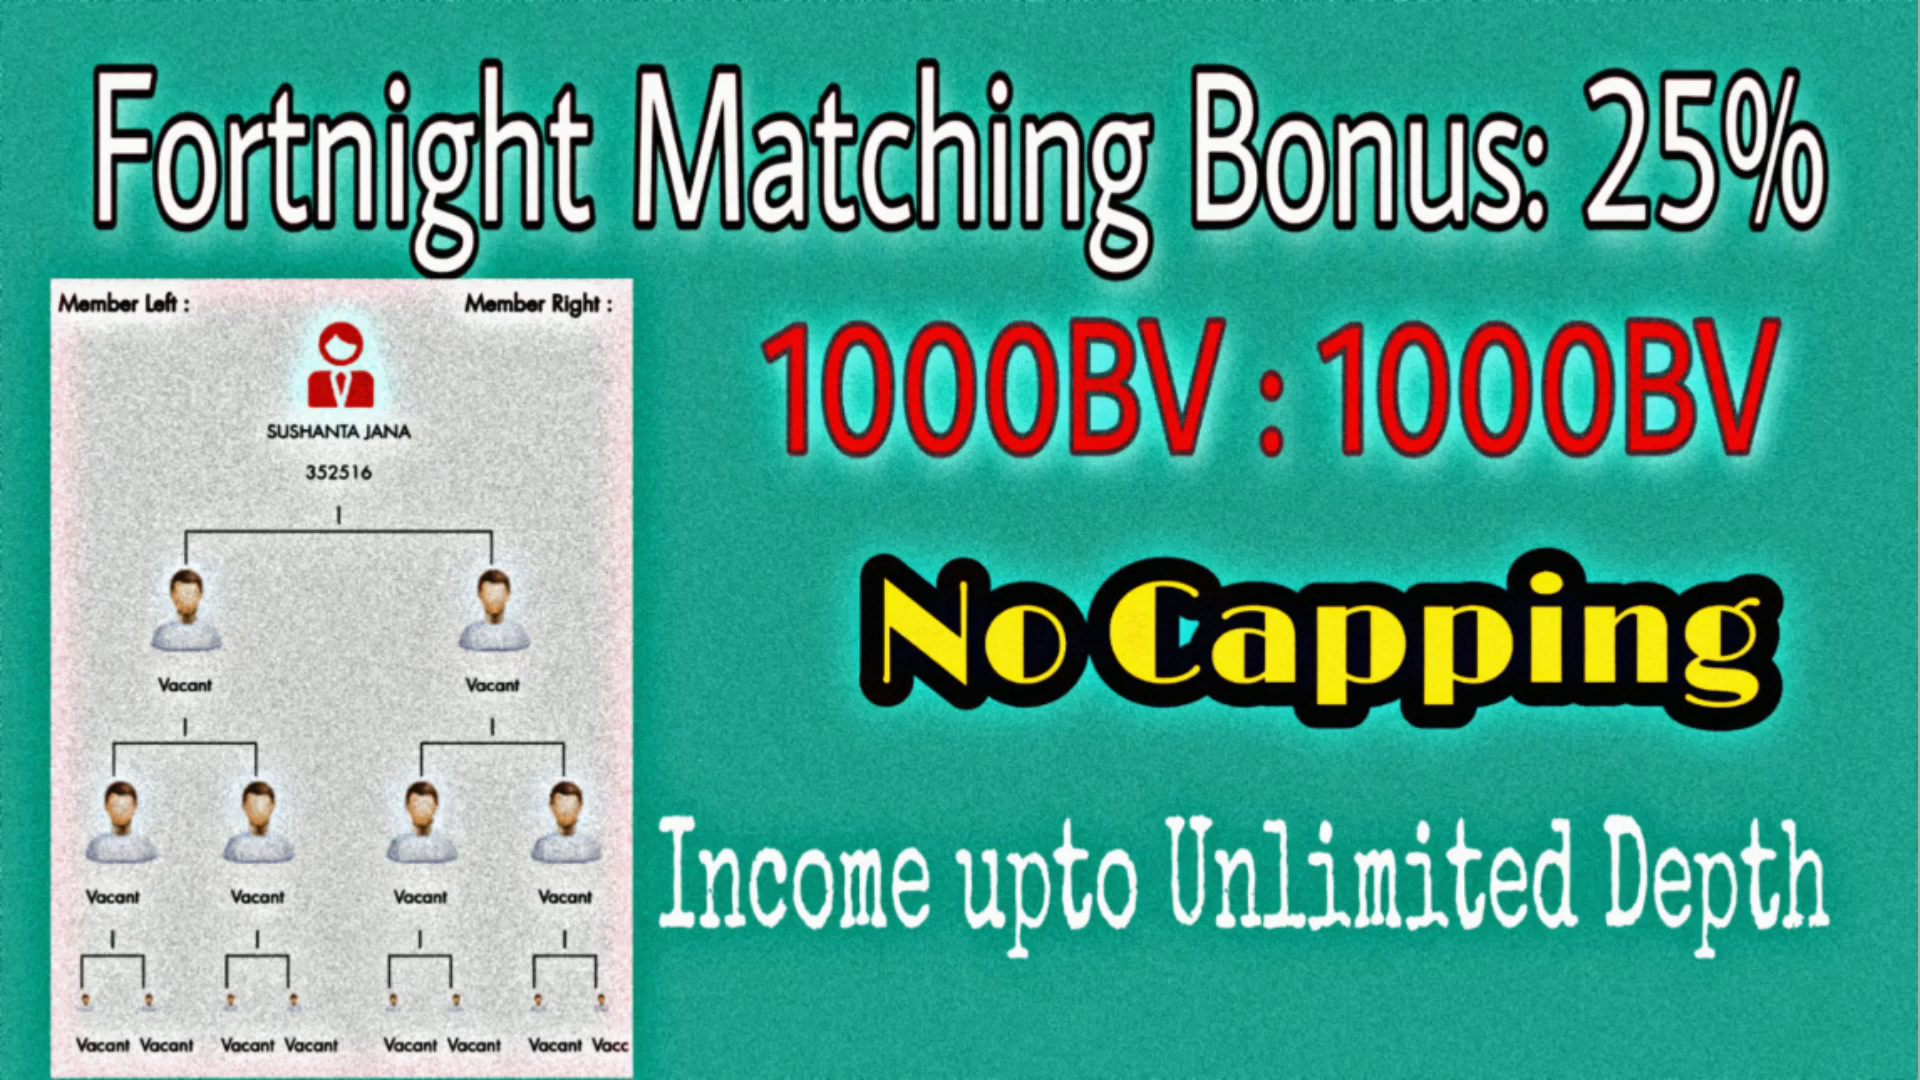 Fortnight Matching Bonus: 25%
Member Left :
Member Right :
SUSHANTA JANA
352516
Vacant
Vacant
Vacant
Vacant
Vacant
Vacant
Vacant
Vacant
Vacant
Vacant
Vacant
Vacant
Vacant
Vacc
1000BV : 1000BV
No Capping
Income upto Unlimited Depth